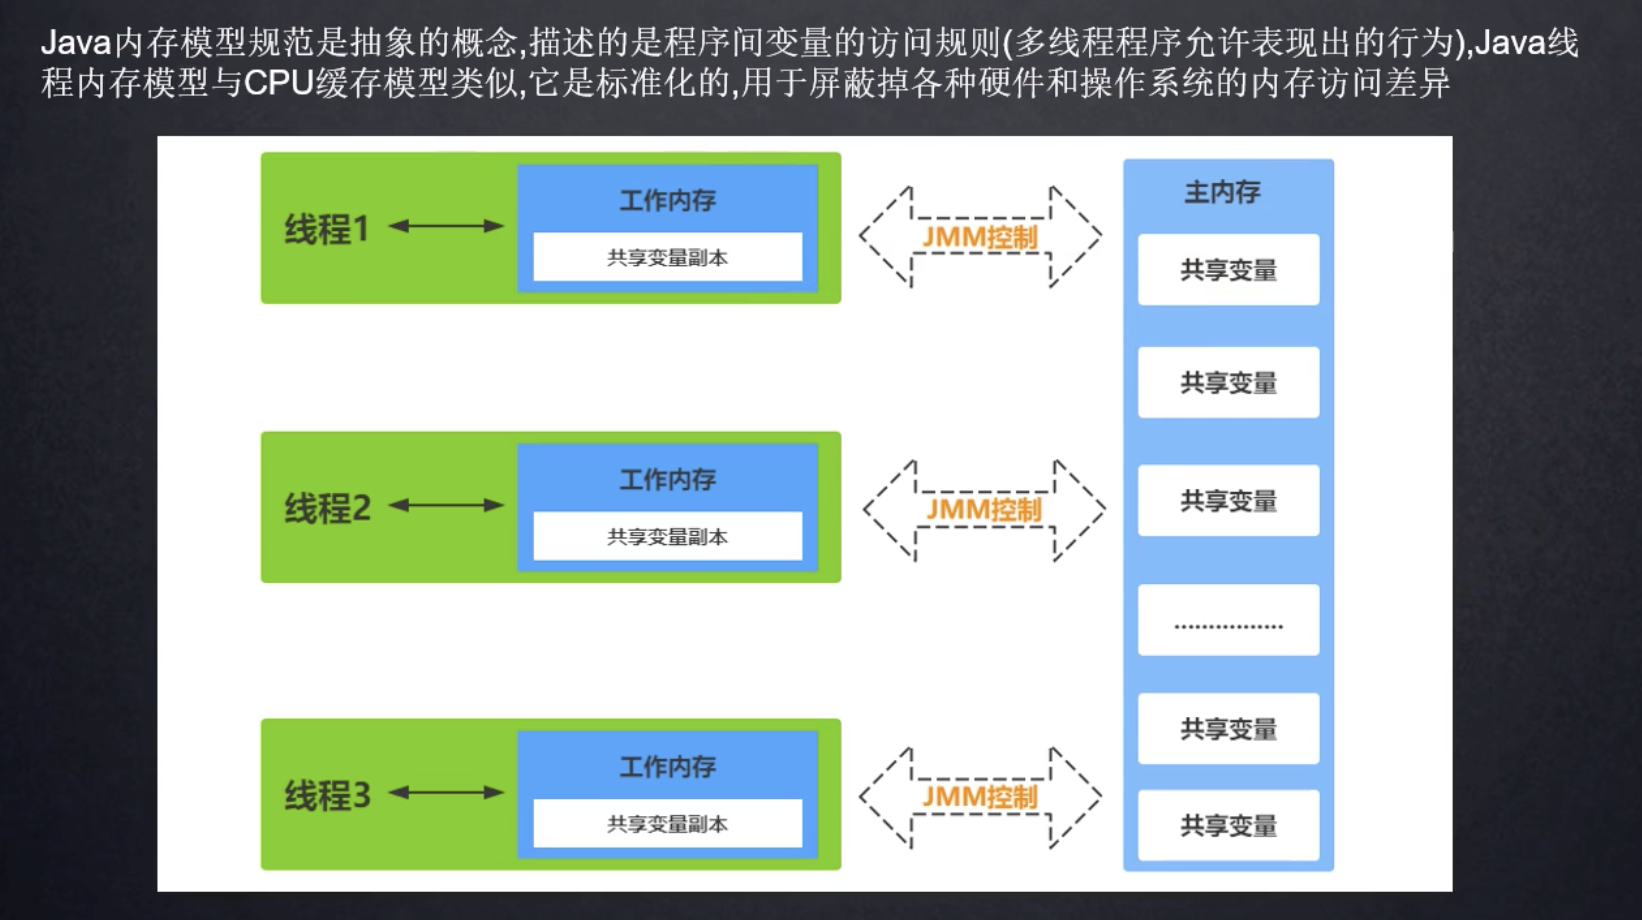 Java内存模型规范是抽象的概念,描述的是程序间变量的访问规则(多线程程序允许表现出的行为),Java线
程内存模型与CPU缓存模型类似,它是标准化的,用于屏蔽掉各种硬件和操作系统的内存访问差异
线程1
工作内存
共享变量副本
JMM控制
线程2
工作内存
共享变量副本
JMM控制
线程3
工作内存
共享变量副本
JMM控制
主内存
共享变量
共享变量
共享变量
................
共享变量
共享变量